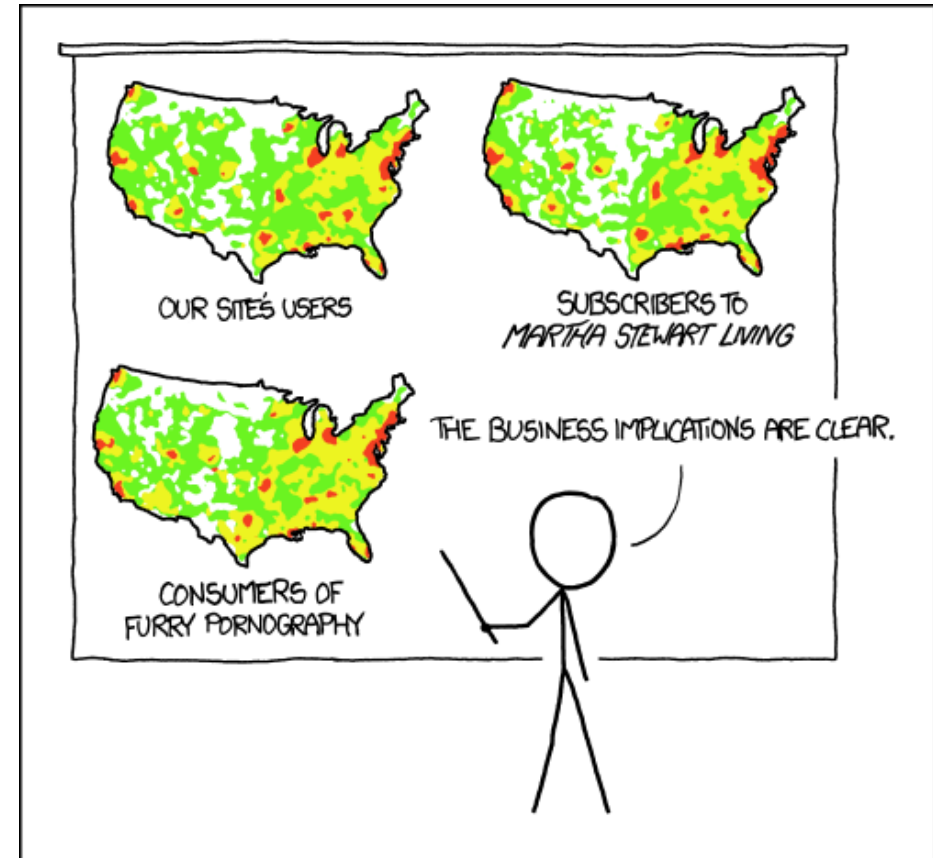 OUR SITE'S USERS
SUBSCRIBERS TO
MARTHA STEWART LIVING
CONSUMERS OF
FURRY PORNOGRAPHY
THE BUSINESS IMPLICATIONS ARE CLEAR.